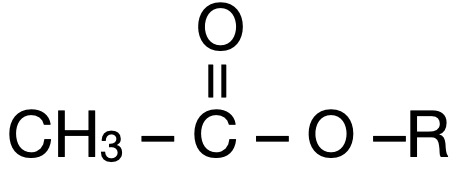 O
CH₃ — C — O — R